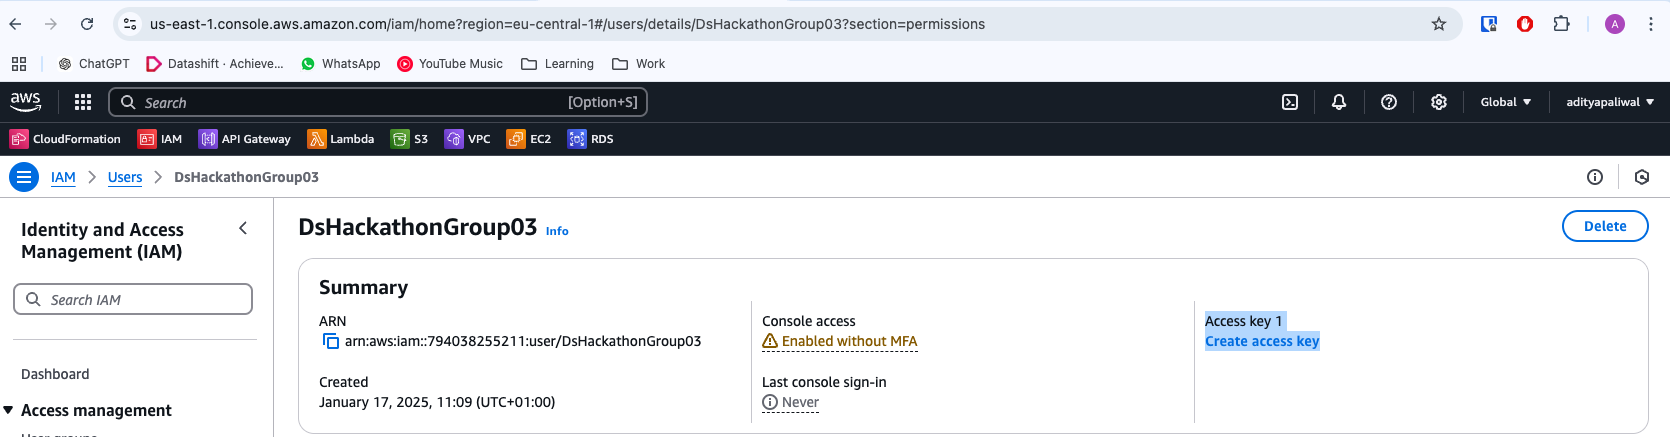 us-east-1.console.aws.amazon.com/iam/home?region=eu-central-1#/users/details/DsHackathonGroup03?section=permissions
A
ChatGPT Datashift · Achieve... WhatsApp YouTube Music Learning Work
aws Search [Option+S] Global adityapaliwal
CloudFormation IAM API Gateway Lambda S3 VPC EC2 RDS
IAM Users DsHackathonGroup03
Identity and Access
Management (IAM)
Search IAM
Dashboard
Access management
User groups
DsHackathonGroup03 Info Delete
Summary
ARN
arn:aws:iam::794038255211:user/DsHackathonGroup03
Created
January 17, 2025, 11:09 (UTC+01:00)
Console access
Enabled without MFA
Last console sign-in
Never
Access key 1
Create access key